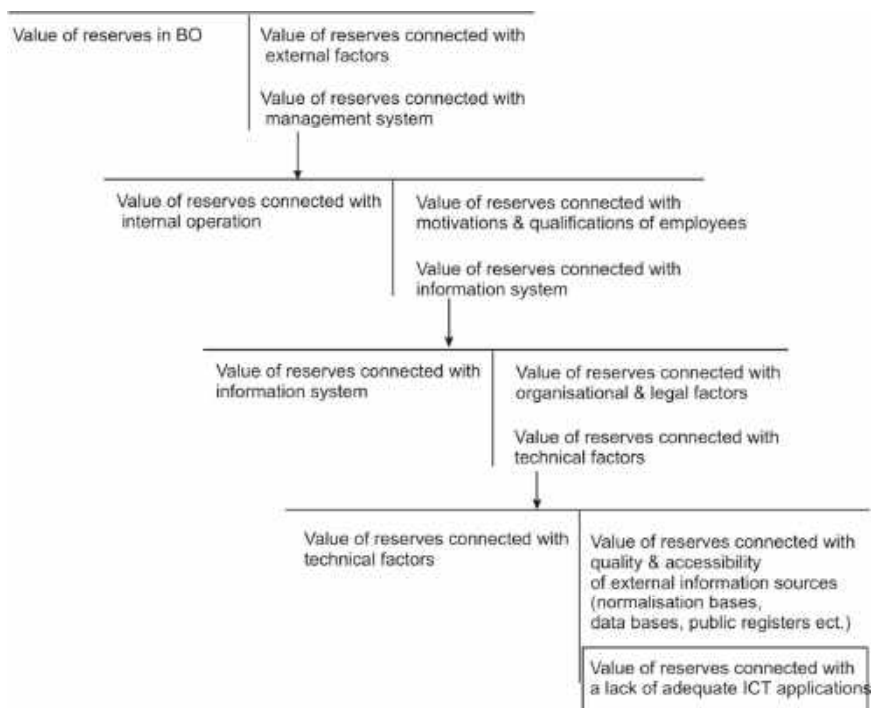 Value of reserves in BO
Value of reserves connected with
external factors
Value of reserves connected with
management system
Value of reserves connected with
internal operation
Value of reserves connected with
motivations & qualifications of employees
Value of reserves connected with
information system
Value of reserves connected with
information system
Value of reserves connected with
organisational & legal factors
Value of reserves connected with
technical factors
Value of reserves connected with
technical factors
Value of reserves connected with
quality & accessibility
of external information sources
(normalisation bases,
data bases, public registers ect.)
Value of reserves connected with
a lack of adequate ICT applications